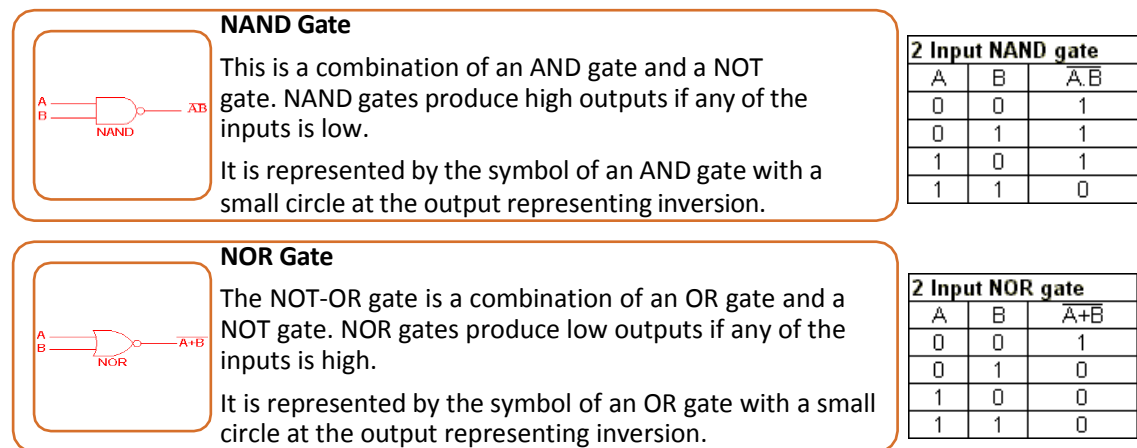 NAND Gate
This is a combination of an AND gate and a NOT
gate. NAND gates produce high outputs if any of the
inputs is low.
It is represented by the symbol of an AND gate with a
small circle at the output representing inversion.
A
B
A̅B̅
NAND
2 Input NAND gate
A B A̅.̅B̅
0 0 1
0 1 1
1 0 1
1 1 0
NOR Gate
The NOT-OR gate is a combination of an OR gate and a
NOT gate. NOR gates produce low outputs if any of the
inputs is high.
It is represented by the symbol of an OR gate with a small
circle at the output representing inversion.
A
B
A̅+̅B̅
NOR
2 Input NOR gate
A B A̅+̅B̅
0 0 1
0 1 0
1 0 0
1 1 0